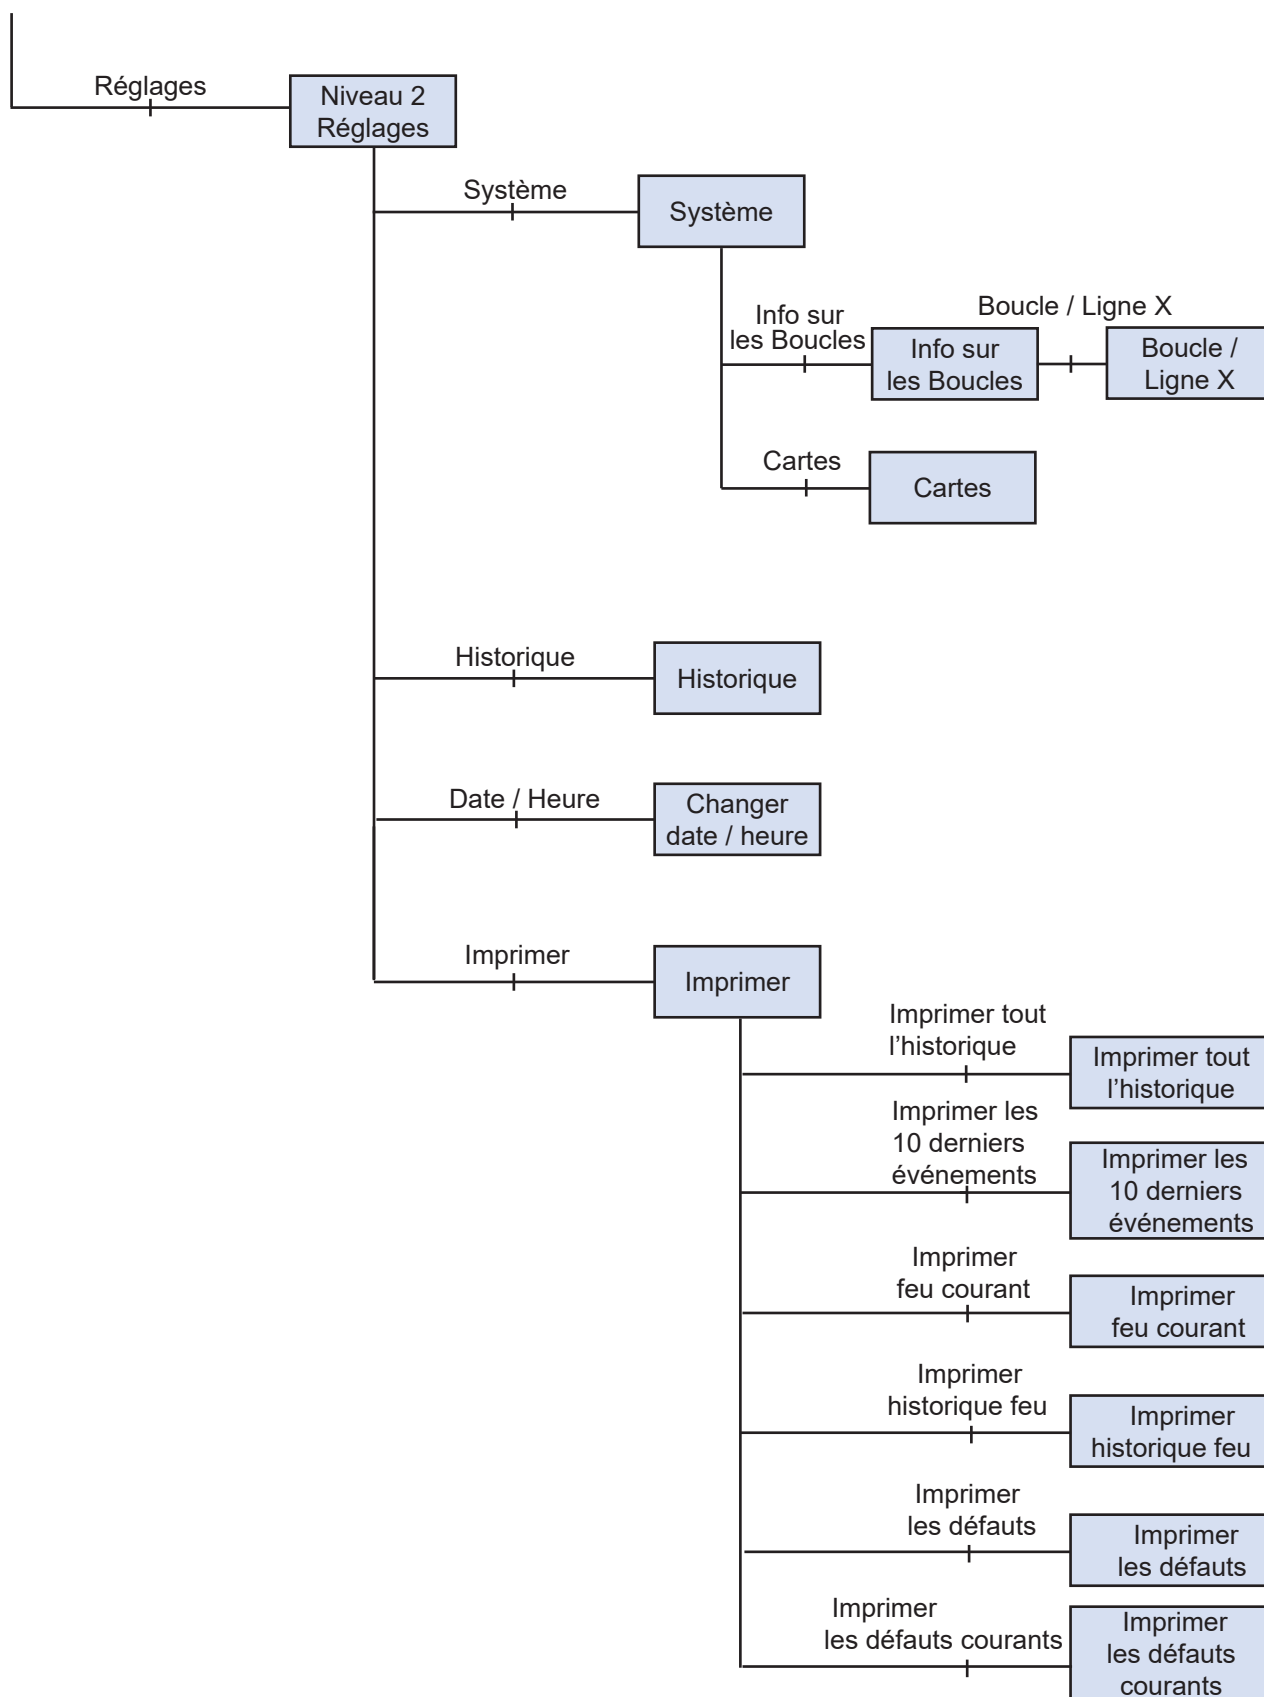 Réglages
Niveau 2
Réglages
Système
Système
Info sur
les Boucles
Info sur
les Boucles
Boucle / Ligne X
Boucle /
Ligne X
Cartes
Cartes
Historique
Historique
Date / Heure
Changer
date / heure
Imprimer
Imprimer
Imprimer tout
l’historique
Imprimer tout
l’historique
Imprimer les
10 derniers
événements
Imprimer les
10 derniers
événements
Imprimer
feu courant
Imprimer
feu courant
Imprimer
historique feu
Imprimer
historique feu
Imprimer
les défauts
Imprimer
les défauts
Imprimer
les défauts courants
Imprimer
les défauts
courants